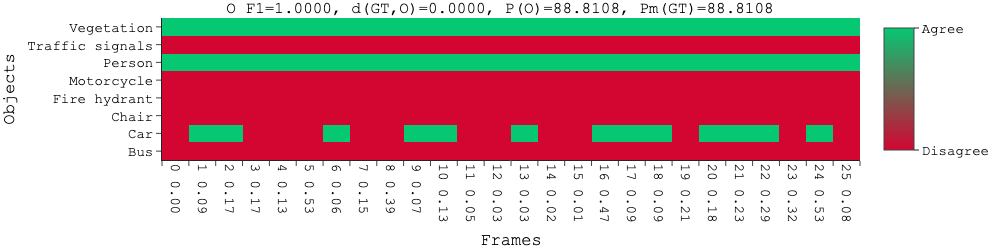 O F1=1.0000, d(GT,O)=0.0000, P(O)=88.8108, Pm(GT)=88.8108
Objects
Vegetation
Traffic signals
Person
Motorcycle
Fire hydrant
Chair
Car
Bus
0 0.00
1 0.09
2 0.17
3 0.17
4 0.13
5 0.53
6 0.06
7 0.15
8 0.39
9 0.03
10 0.13
11 0.05
12 0.03
13 0.03
14 0.02
15 0.01
16 0.47
17 0.09
18 0.09
19 0.21
20 0.18
21 0.23
22 0.29
23 0.32
24 0.53
25 0.08
Frames
Agree
Disagree